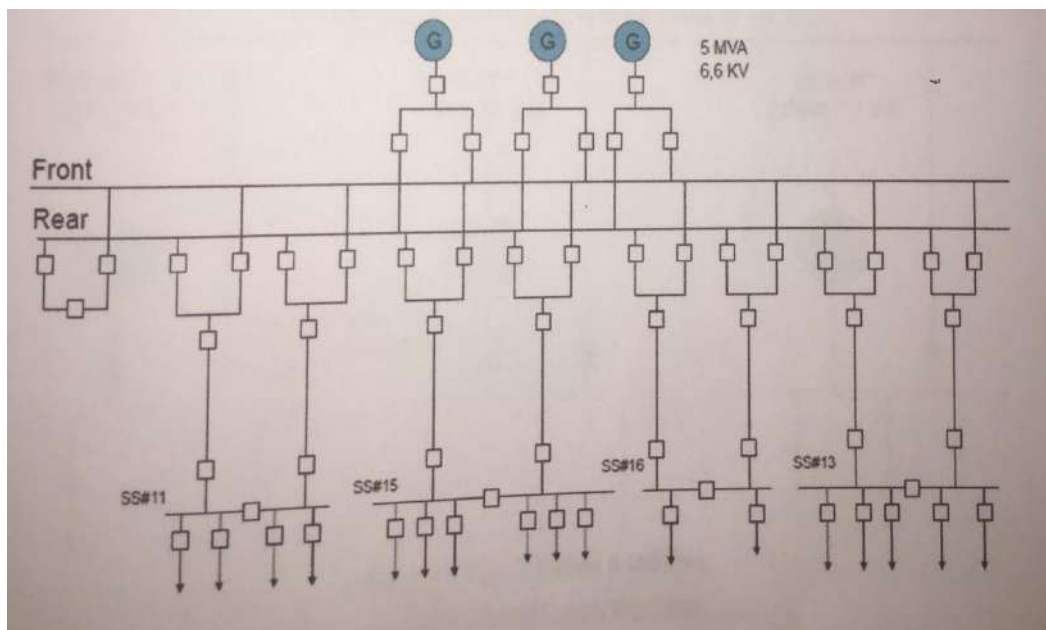 G G G
5 MVA
6,6 KV
Front
Rear
SS#11
SS#15
SS#16
SS#13